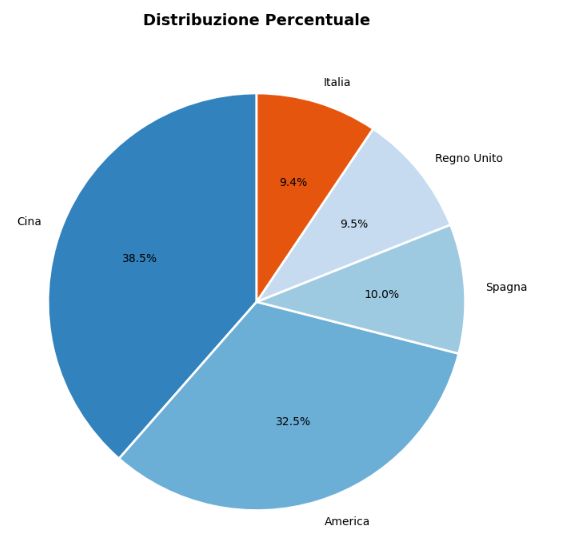 Distribuzione Percentuale
Italia
Regno Unito
9.4%
Cina
9.5%
38.5%
Spagna
10.0%
32.5%
America